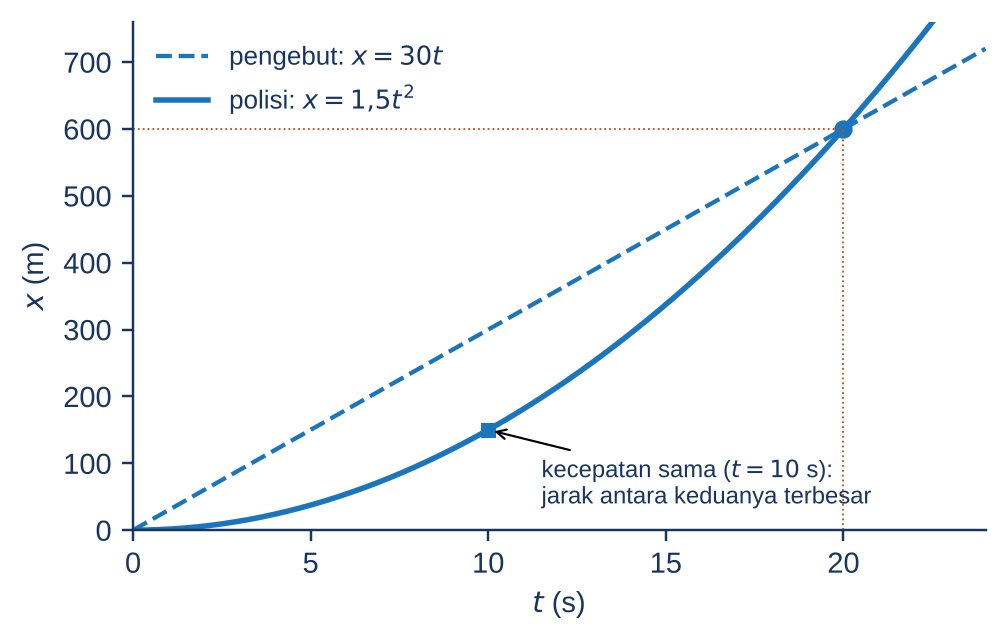 pengebut: x = 30t
polisi: x = 1,5t²
700
600
500
400
300
200
100
0
x (m)
kecepatan sama (t = 10 s):
jarak antara keduanya terbesar
0 5 10 15 20
t (s)